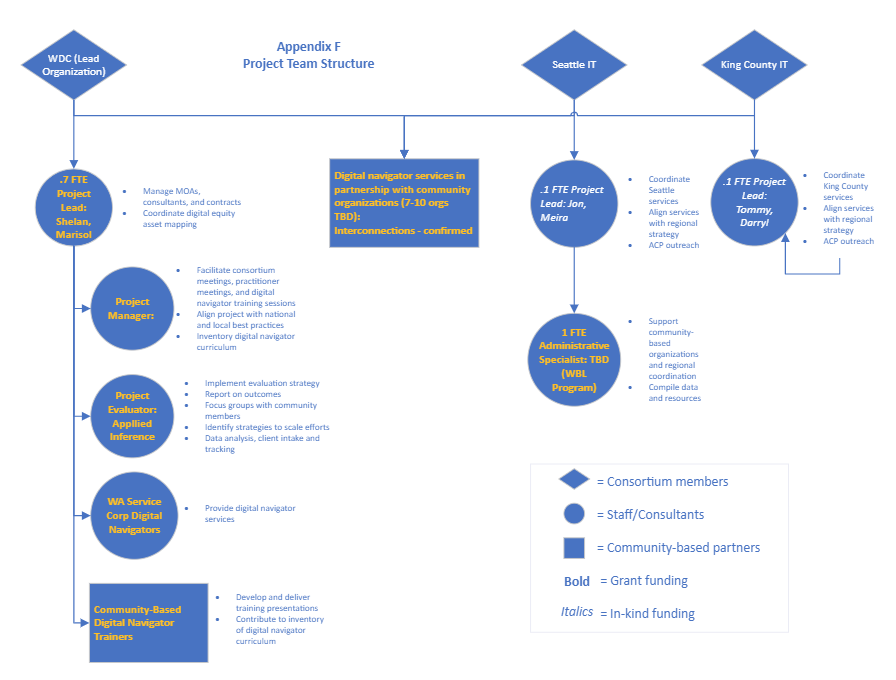 Appendix F
Project Team Structure
WDC (Lead
Organization)
Seattle IT
King County IT
.7 FTE
Project
Lead:
Shelan,
Marisol
• Manage MOAs,
consultants, and contracts
• Coordinate digital equity
asset mapping
Digital navigator services in
partnership with community
organizations (7-10 orgs
TBD):
Interconnections - confirmed
.1 FTE Project
Lead: Jon,
Meira
• Coordinate
Seattle
services
• Align services
with regional
strategy
• ACP outreach
.1 FTE Project
Lead:
Tommy,
Darryl
• Coordinate
King County
services
• Align services
with regional
strategy
• ACP outreach
Project
Manager:
• Facilitate consortium
meetings, practitioner
meetings, and digital
navigator training sessions
• Align project with national
and local best practices
• Inventory digital navigator
curriculum
1 FTE
Administrative
Specialist: TBD
(WBL
Program)
• Support
community-
based
organizations
and regional
coordination
• Compile data
and resources
Project
Evaluator:
Appllied
Inference
• Implement evaluation strategy
• Report on outcomes
• Focus groups with community
members
• Identify strategies to scale efforts
• Data analysis, client intake and
tracking
WA Service
Corp Digital
Navigators
• Provide digital navigator
services
Community-Based
Digital Navigator
Trainers
• Develop and deliver
training presentations
• Contribute to inventory
of digital navigator
curriculum
= Consortium members
= Staff/Consultants
= Community-based partners
Bold = Grant funding
Italics = In-kind funding